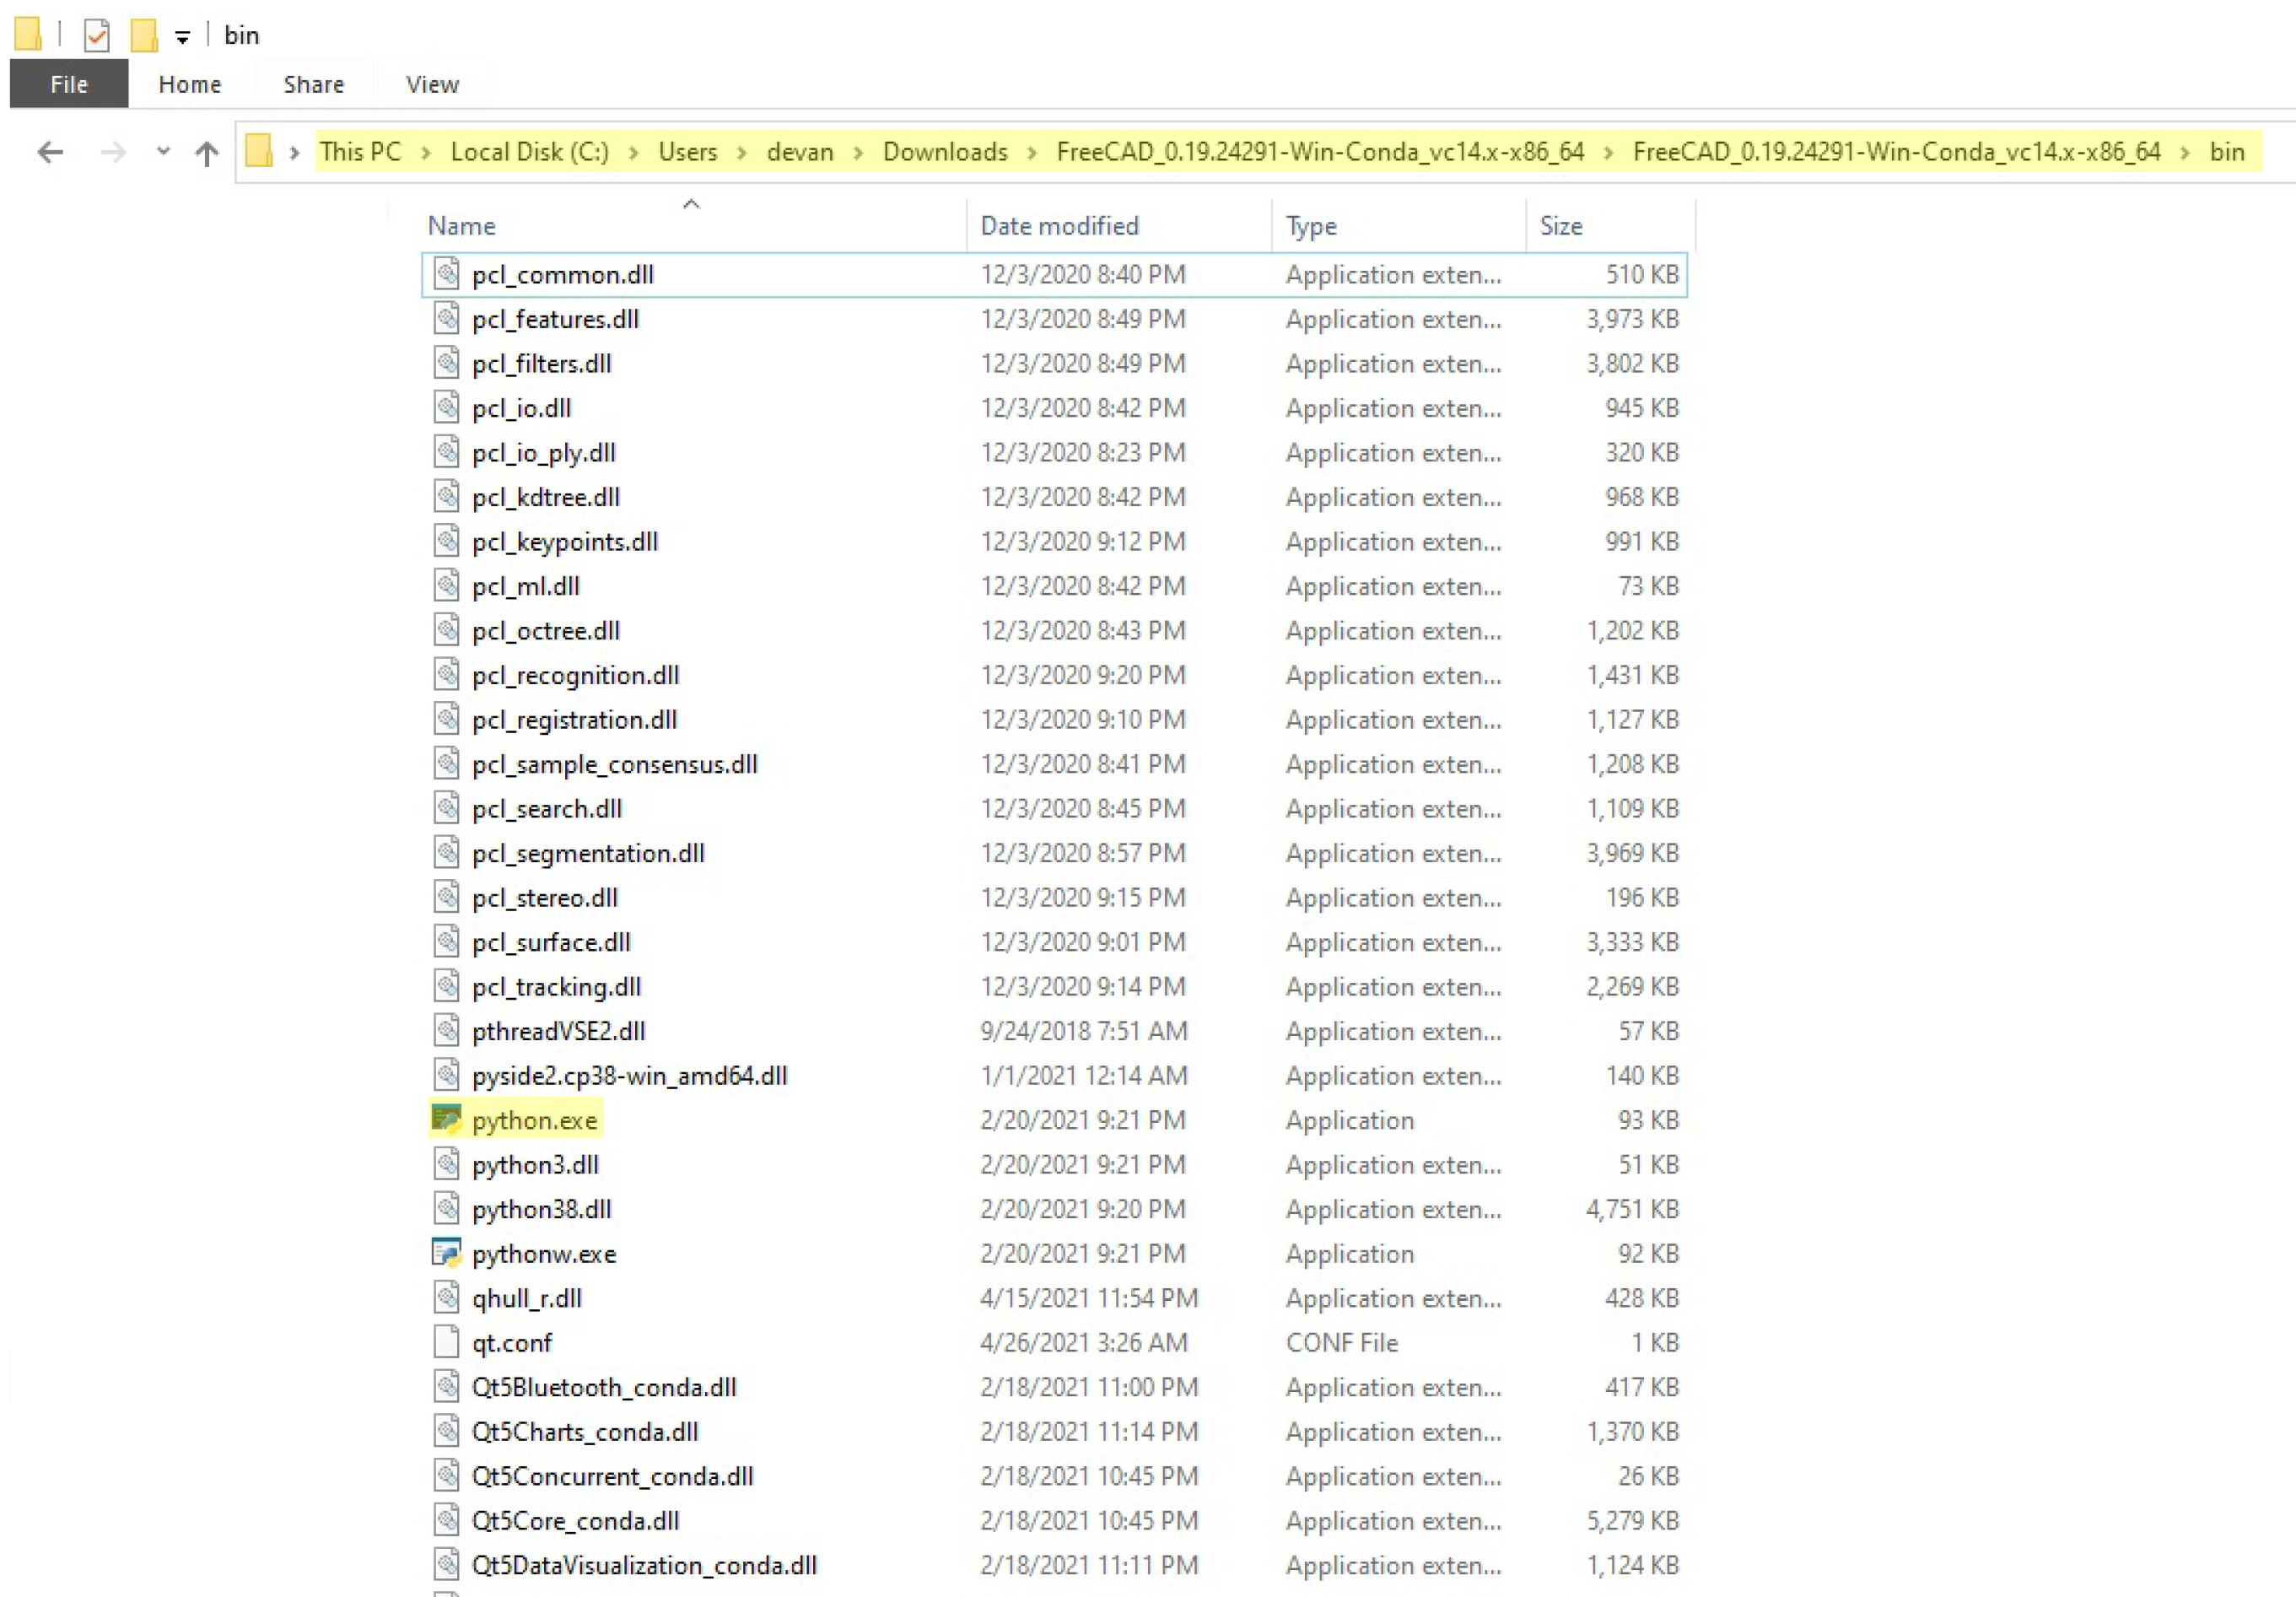 bin
File Home Share View
This PC > Local Disk (C:) > Users > devan > Downloads > FreeCAD_0.19.24291-Win-Conda_vc14.x-x86_64 > FreeCAD_0.19.24291-Win-Conda_vc14.x-x86_64 > bin
Name Date modified Type Size
pcl_common.dll 12/3/2020 8:40 PM Application exten... 510 KB
pcl_features.dll 12/3/2020 8:49 PM Application exten... 3,973 KB
pcl_filters.dll 12/3/2020 8:49 PM Application exten... 3,802 KB
pcl_io.dll 12/3/2020 8:42 PM Application exten... 945 KB
pcl_io_ply.dll 12/3/2020 8:23 PM Application exten... 320 KB
pcl_kdtree.dll 12/3/2020 8:42 PM Application exten... 968 KB
pcl_keypoints.dll 12/3/2020 9:12 PM Application exten... 991 KB
pcl_ml.dll 12/3/2020 8:42 PM Application exten... 73 KB
pcl_octree.dll 12/3/2020 8:43 PM Application exten... 1,202 KB
pcl_recognition.dll 12/3/2020 9:20 PM Application exten... 1,431 KB
pcl_registration.dll 12/3/2020 9:10 PM Application exten... 1,127 KB
pcl_sample_consensus.dll 12/3/2020 8:41 PM Application exten... 1,208 KB
pcl_search.dll 12/3/2020 8:45 PM Application exten... 1,109 KB
pcl_segmentation.dll 12/3/2020 8:57 PM Application exten... 3,969 KB
pcl_stereo.dll 12/3/2020 9:15 PM Application exten... 196 KB
pcl_surface.dll 12/3/2020 9:01 PM Application exten... 3,333 KB
pcl_tracking.dll 12/3/2020 9:14 PM Application exten... 2,269 KB
pthreadVSE2.dll 9/24/2018 7:51 AM Application exten... 57 KB
pyside2.cp38-win_amd64.dll 1/1/2021 12:14 AM Application exten... 140 KB
python.exe 2/20/2021 9:21 PM Application 93 KB
python3.dll 2/20/2021 9:21 PM Application exten... 51 KB
python38.dll 2/20/2021 9:20 PM Application exten... 4,751 KB
pythonw.exe 2/20/2021 9:21 PM Application 92 KB
qhull_r.dll 4/15/2021 11:54 PM Application exten... 428 KB
qt.conf 4/26/2021 3:26 AM CONF File 1 KB
Qt5Bluetooth_conda.dll 2/18/2021 11:00 PM Application exten... 417 KB
Qt5Charts_conda.dll 2/18/2021 11:14 PM Application exten... 1,370 KB
Qt5Concurrent_conda.dll 2/18/2021 10:45 PM Application exten... 26 KB
Qt5Core_conda.dll 2/18/2021 10:45 PM Application exten... 5,279 KB
Qt5DataVisualization_conda.dll 2/18/2021 11:11 PM Application exten... 1,124 KB